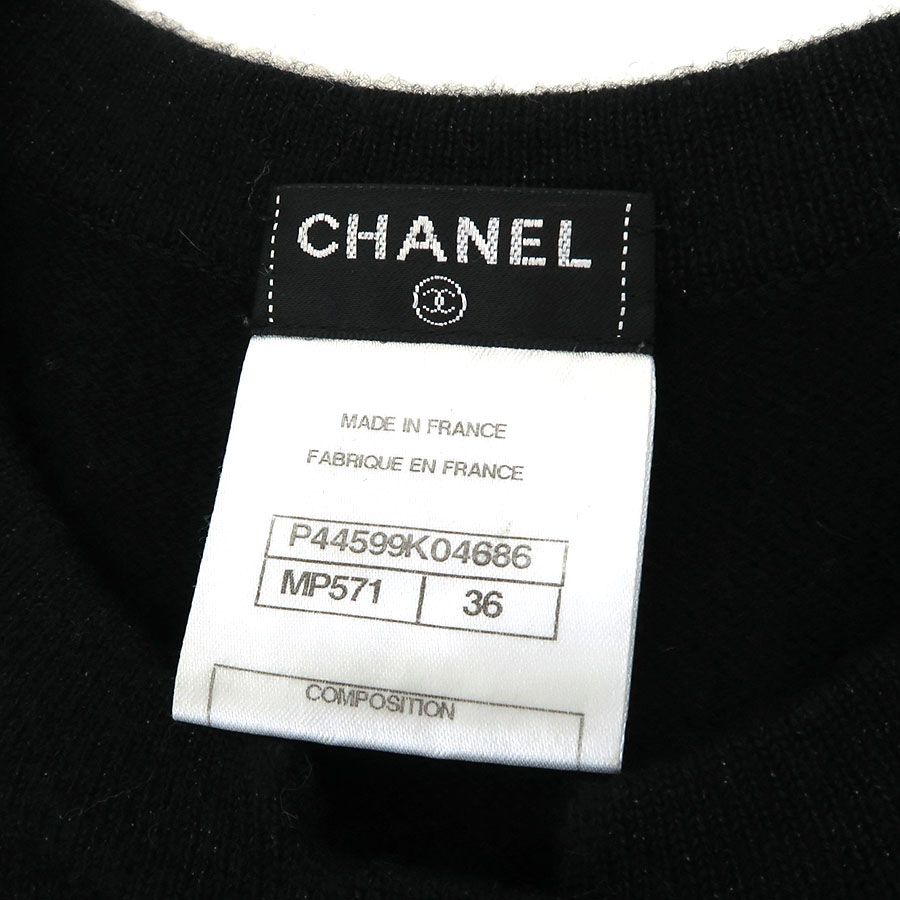 CHANEL
MADE IN FRANCE
FABRIQUE EN FRANCE
P44599K04686
MP571 36
COMPOSITION